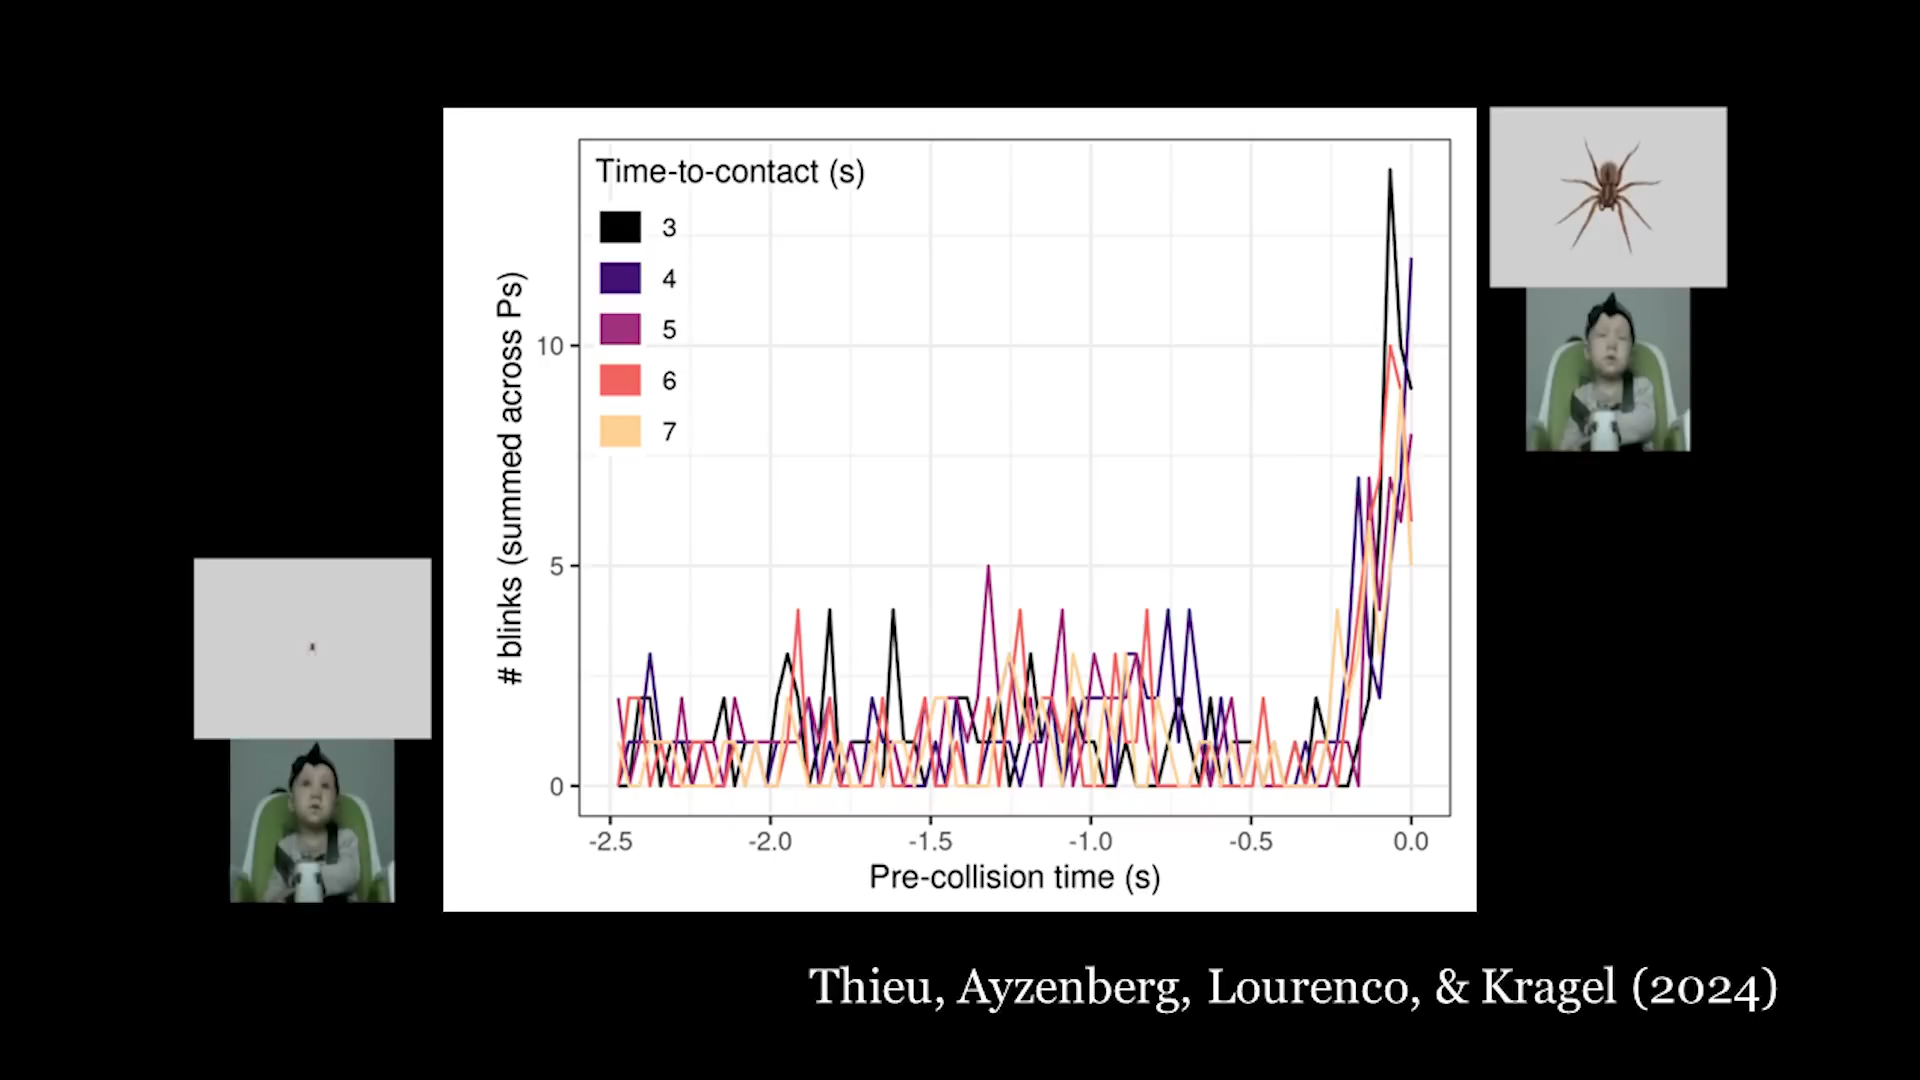 Time-to-contact (s)
3
4
5
6
7
# blinks (summed across Ps)
10
5
0
-2.5 -2.0 -1.5 -1.0 -0.5 0.0
Pre-collision time (s)
Thieu, Ayzenberg, Lourenco, & Kragel (2024)